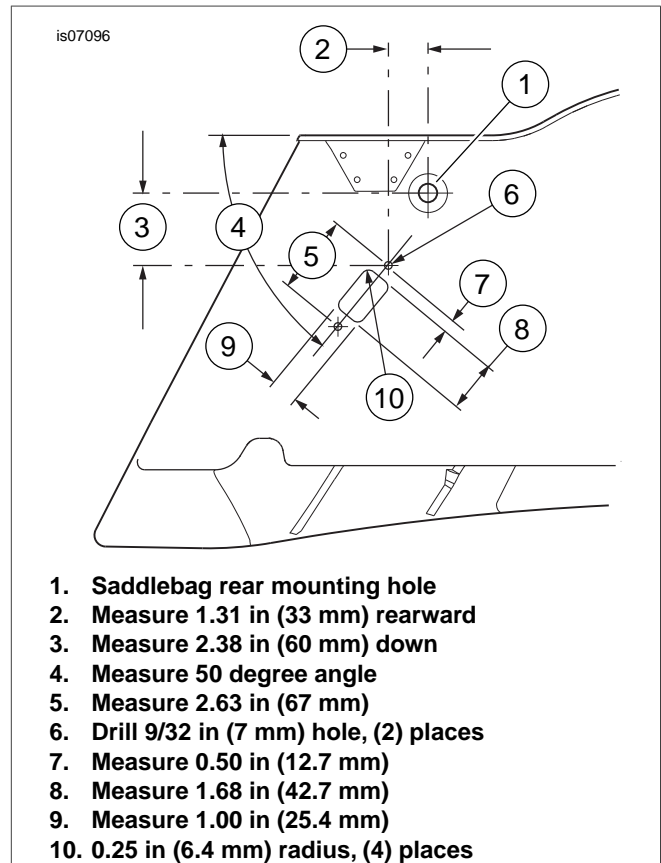 is07096
2
1
3
4
6
5
7
8
9
10
1. Saddlebag rear mounting hole
2. Measure 1.31 in (33 mm) rearward
3. Measure 2.38 in (60 mm) down
4. Measure 50 degree angle
5. Measure 2.63 in (67 mm)
6. Drill 9/32 in (7 mm) hole, (2) places
7. Measure 0.50 in (12.7 mm)
8. Measure 1.68 in (42.7 mm)
9. Measure 1.00 in (25.4 mm)
10. 0.25 in (6.4 mm) radius, (4) places